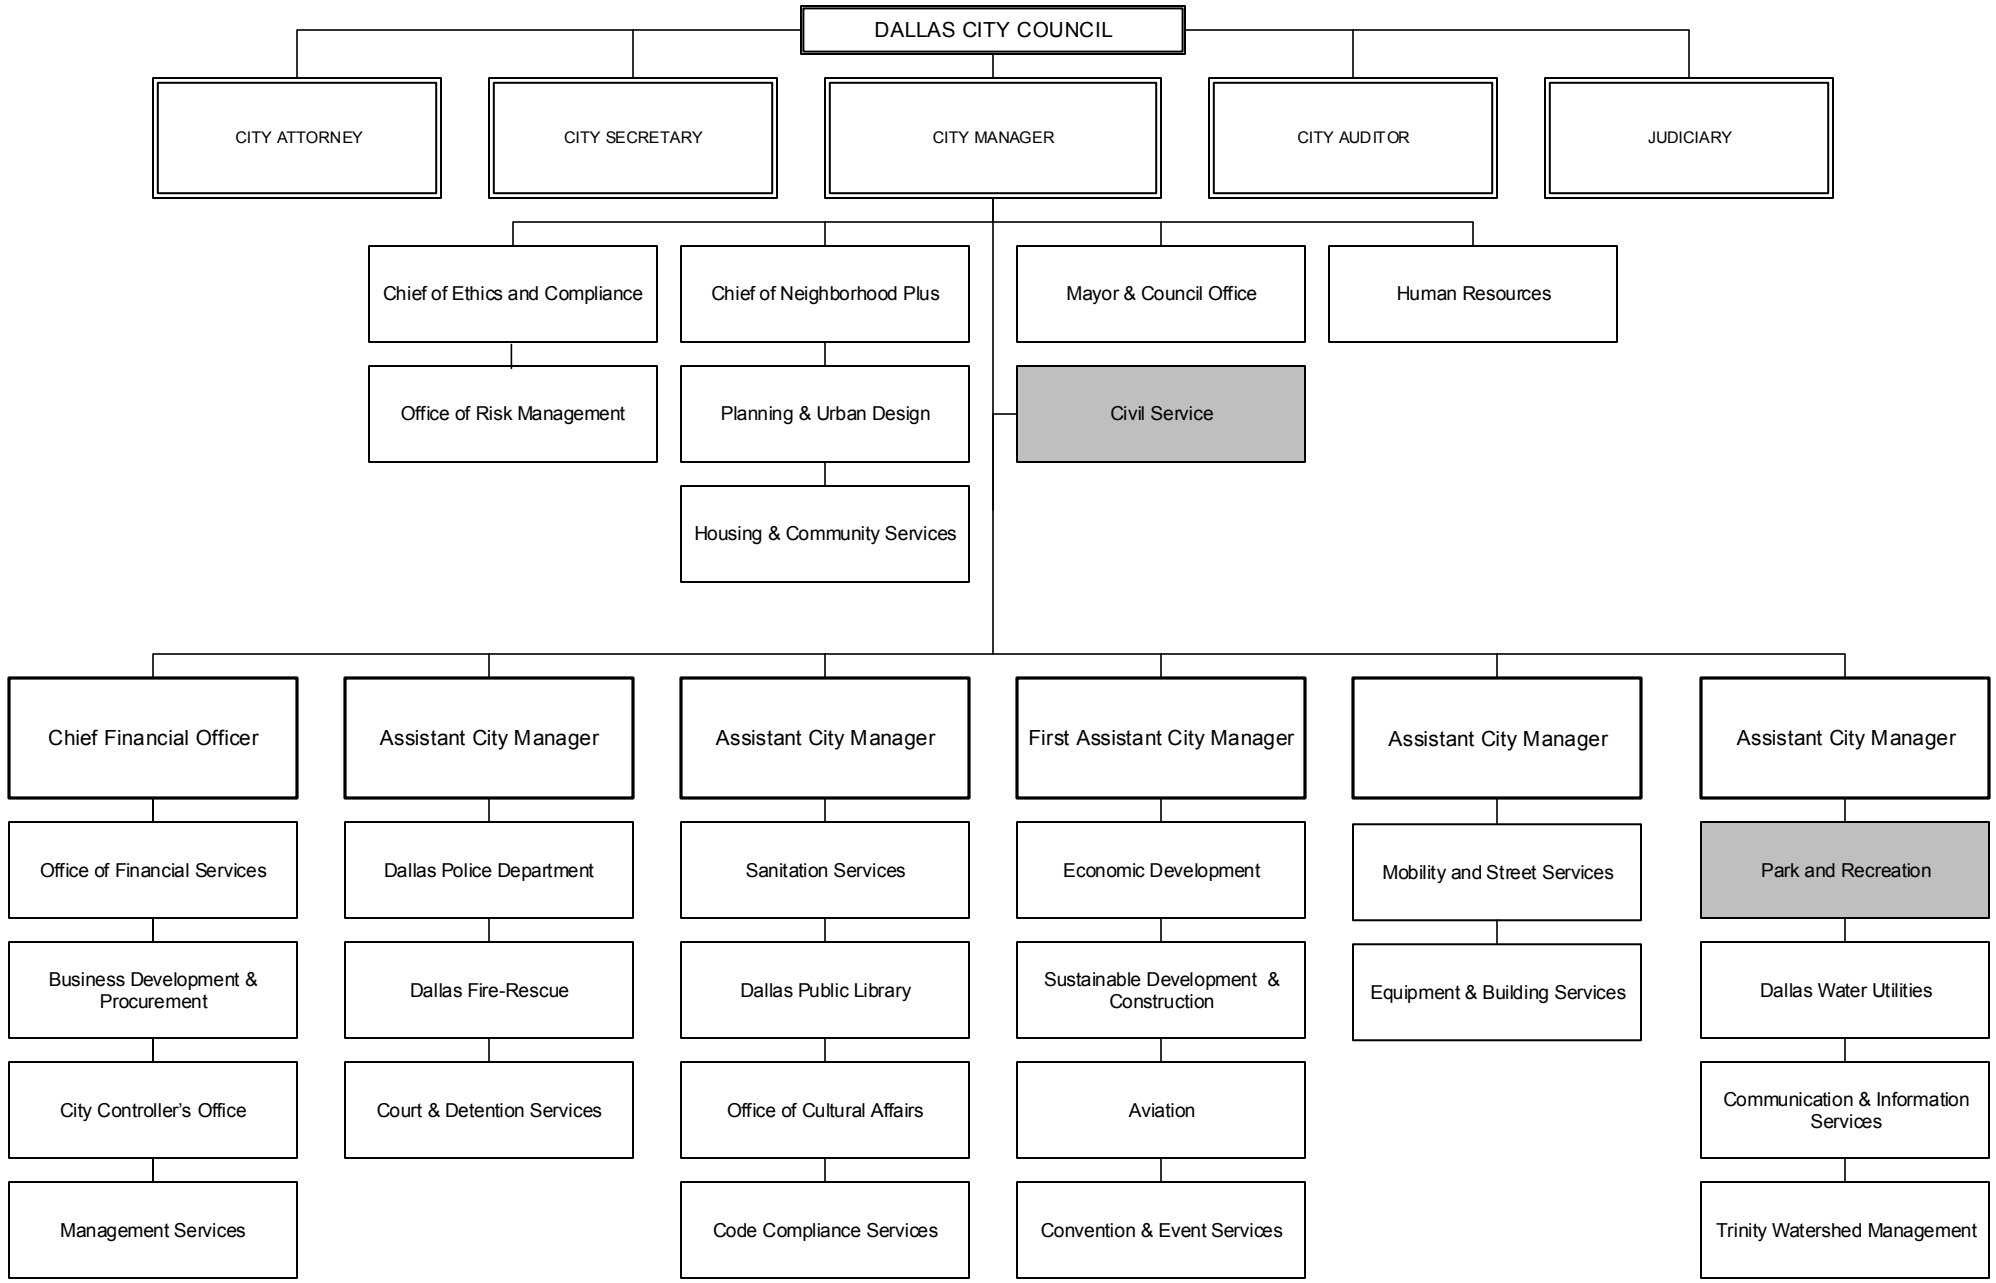 DALLAS CITY COUNCIL
CITY ATTORNEY
CITY SECRETARY
CITY MANAGER
CITY AUDITOR
JUDICIARY
Chief of Ethics and Compliance
Chief of Neighborhood Plus
Mayor & Council Office
Human Resources
Office of Risk Management
Planning & Urban Design
Civil Service
Housing & Community Services
Chief Financial Officer
Assistant City Manager
Assistant City Manager
First Assistant City Manager
Assistant City Manager
Assistant City Manager
Office of Financial Services
Dallas Police Department
Sanitation Services
Economic Development
Mobility and Street Services
Park and Recreation
Business Development &
Procurement
Dallas Fire-Rescue
Dallas Public Library
Sustainable Development &
Construction
Equipment & Building Services
Dallas Water Utilities
City Controller’s Office
Court & Detention Services
Office of Cultural Affairs
Aviation
Communication & Information
Services
Management Services
Code Compliance Services
Convention & Event Services
Trinity Watershed Management